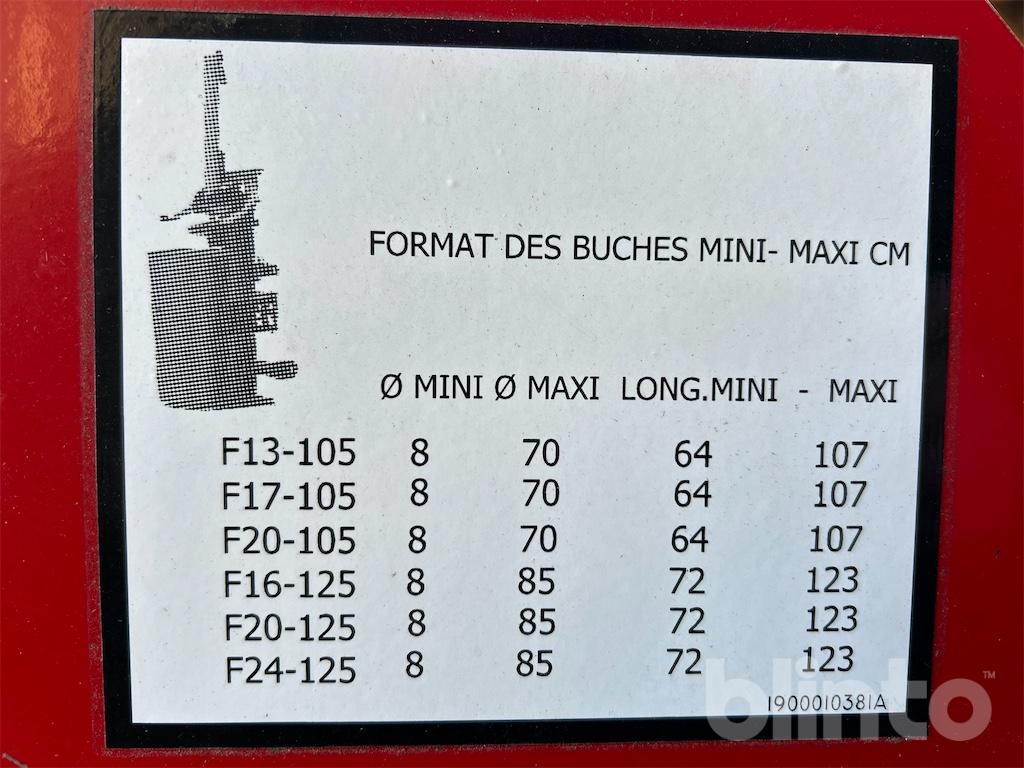 FORMAT DES BUCHES MINI- MAXI CM
Ø MINI Ø MAXI LONG.MINI - MAXI
F13-105 8 70 64 107
F17-105 8 70 64 107
F20-105 8 70 64 107
F16-125 8 85 72 123
F20-125 8 85 72 123
F24-125 8 85 72 123
1900010381A
blinto™